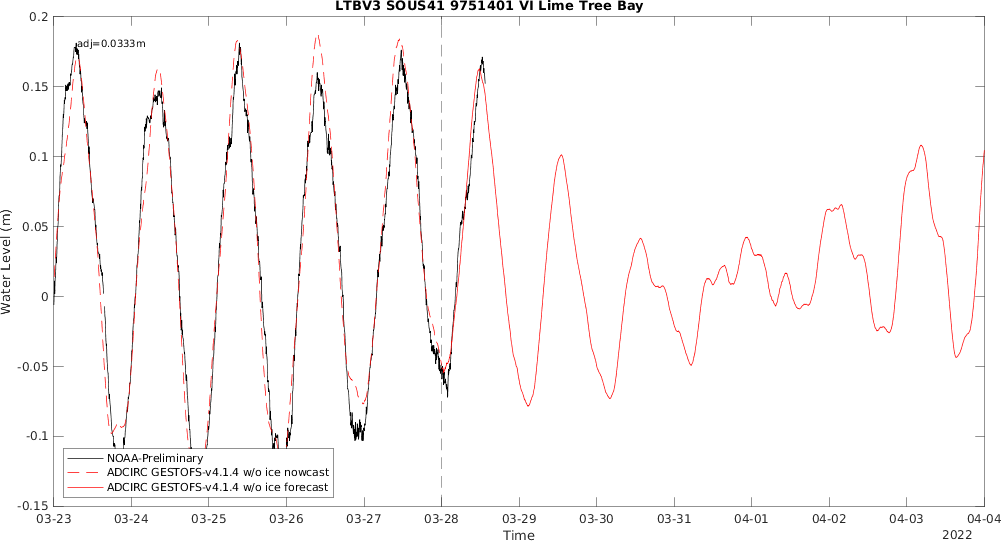 LTBV3 SOUS41 9751401 VI Lime Tree Bay
adj=0.0333m
0.2
0.15
0.1
0.05
0
-0.05
-0.1
-0.15
Water Level (m)
NOAA-Preliminary
ADCIRC GESTOFS-v4.1.4 w/o ice nowcast
ADCIRC GESTOFS-v4.1.4 w/o ice forecast
03-23 03-24 03-25 03-26 03-27 03-28 03-29 03-30 03-31 04-01 04-02 04-03 04-04
Time
2022